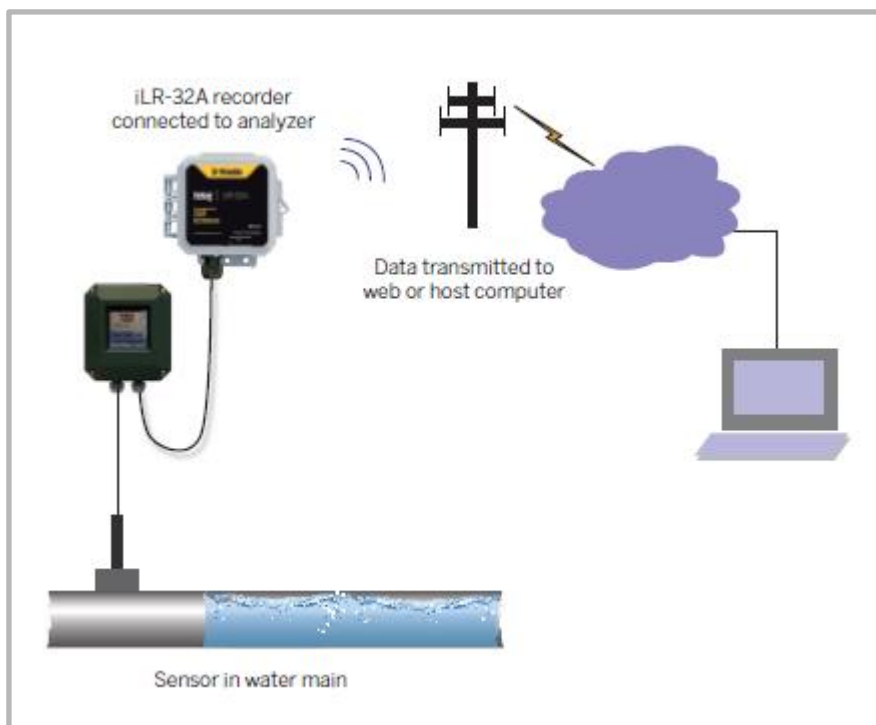 iLR-32A recorder
connected to analyzer
Data transmitted to
web or host computer
Sensor in water main